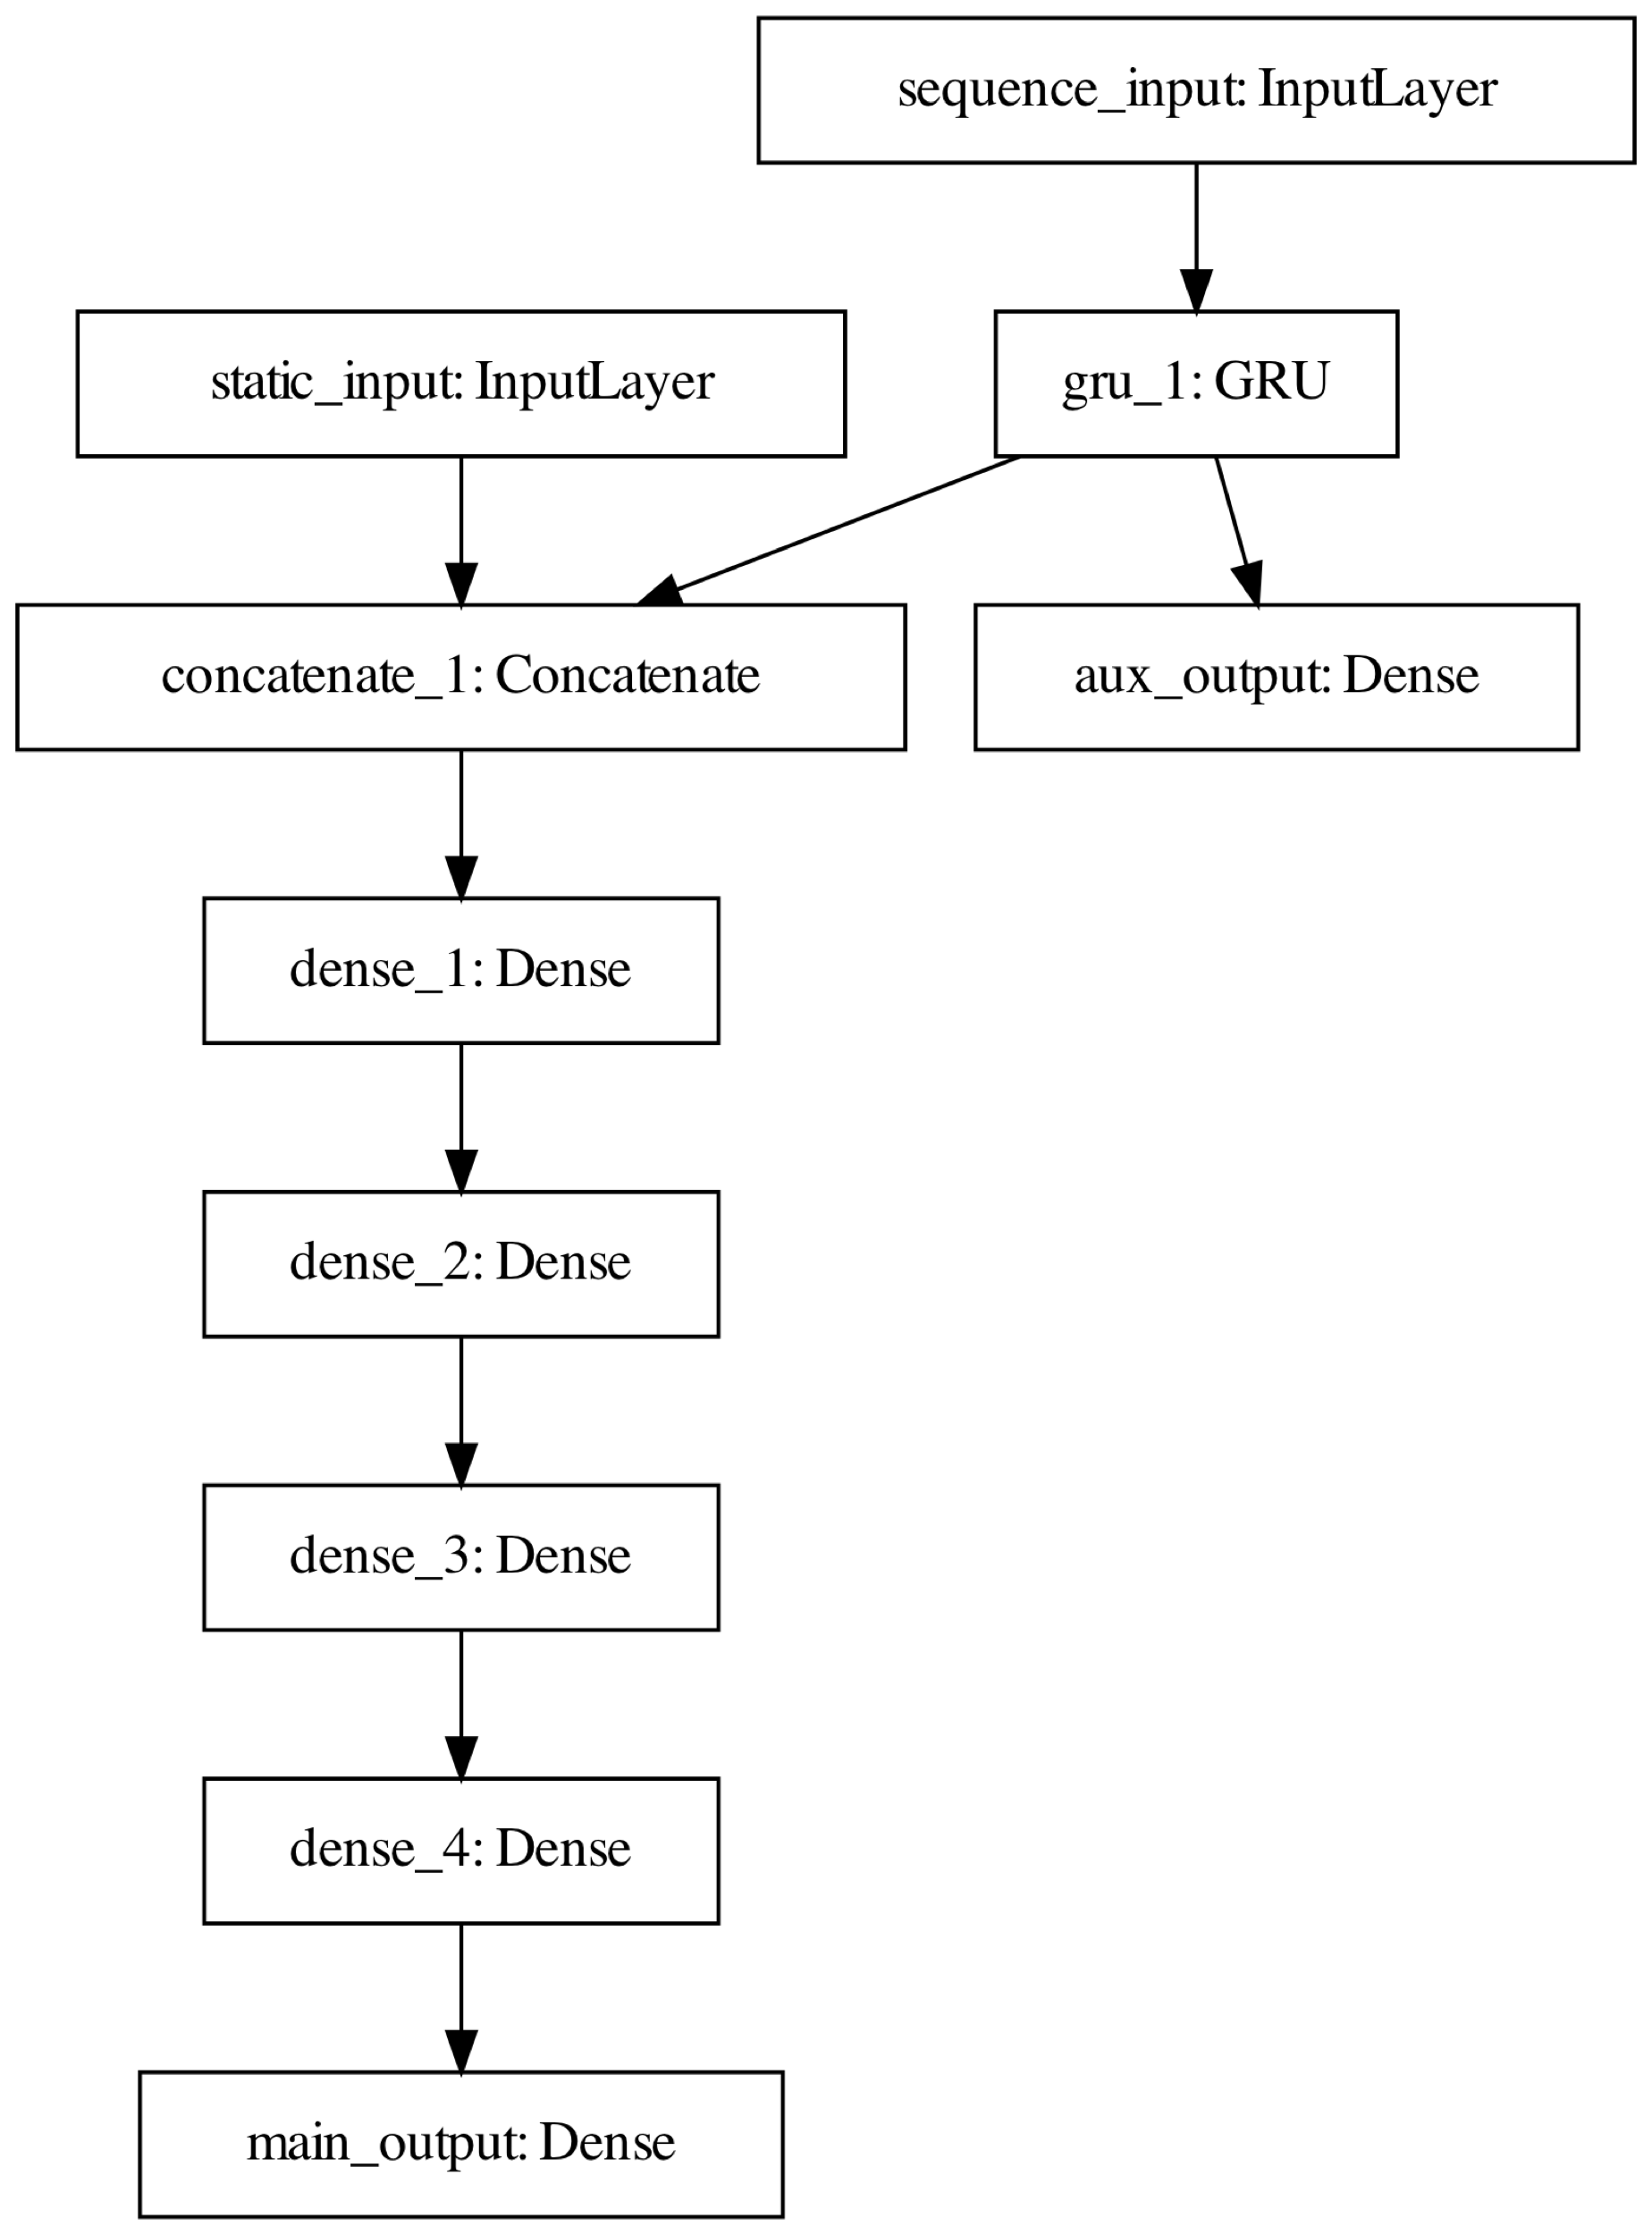 sequence_input: InputLayer
static_input: InputLayer
gru_1: GRU
concatenate_1: Concatenate
aux_output: Dense
dense_1: Dense
dense_2: Dense
dense_3: Dense
dense_4: Dense
main_output: Dense